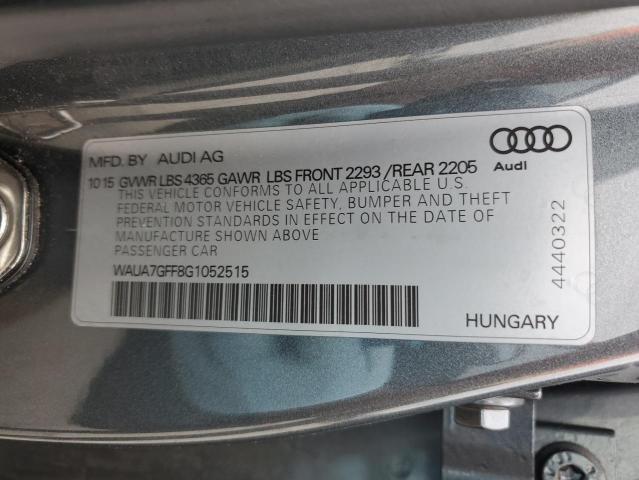 MFD. BY AUDI AG
10 15 GVWR LBS 4365 GAWR LBS FRONT 2293 /REAR 2205
THIS VEHICLE CONFORMS TO ALL APPLICABLE U.S.
FEDERAL MOTOR VEHICLE SAFETY, BUMPER AND THEFT
PREVENTION STANDARDS IN EFFECT ON THE DATE OF
MANUFACTURE SHOWN ABOVE
PASSENGER CAR
WAUA7GFF8G1052515
HUNGARY
Audi
4440322